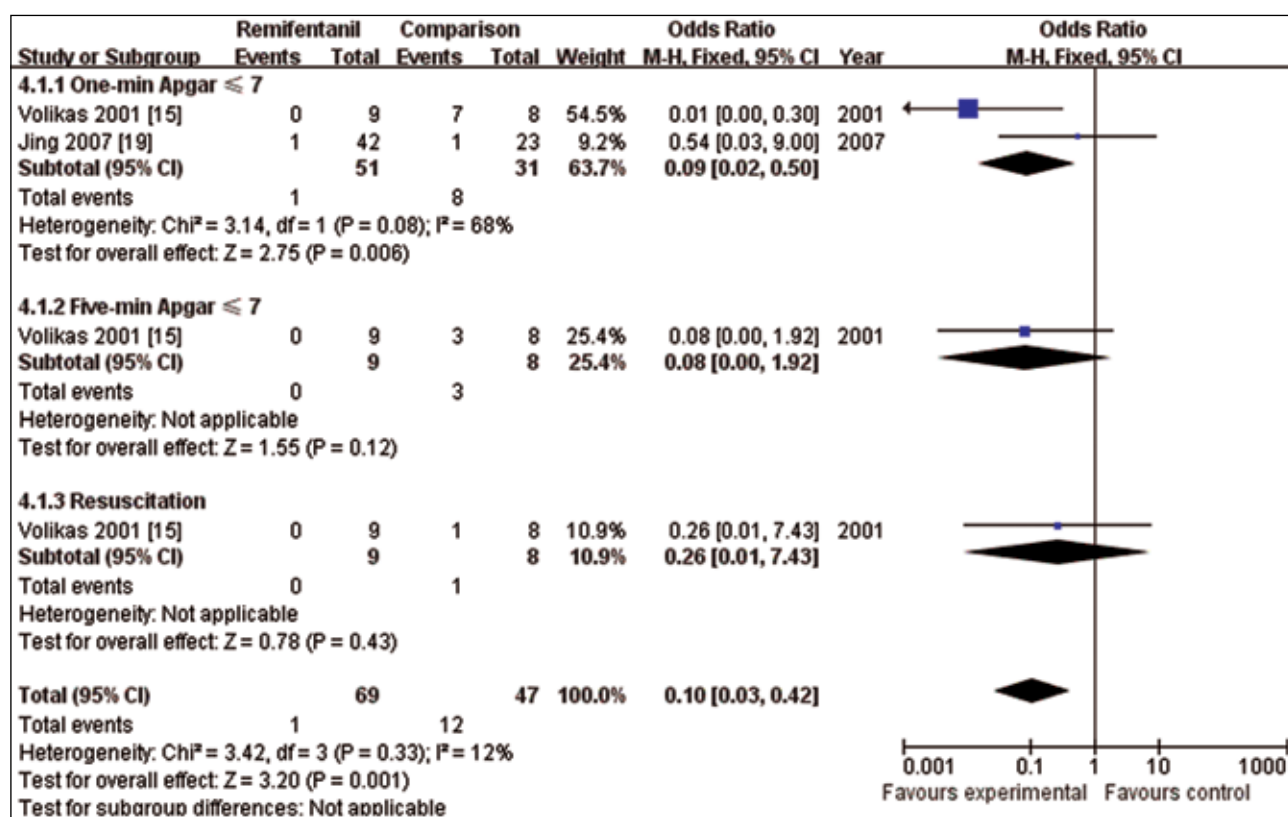 Remifentanil Comparison Odds Ratio Odds Ratio
Study or Subgroup Events Total Events Total Weight M-H, Fixed, 95% CI Year M-H, Fixed, 95% CI
4.1.1 One-min Apgar ⩽ 7
Volikas 2001 [15] 0 9 7 8 54.5% 0.01 [0.00, 0.30] 2001
Jing 2007 [19] 1 42 1 23 9.2% 0.54 [0.03, 9.00] 2007
Subtotal (95% CI) 51 31 63.7% 0.09 [0.02, 0.50]
Total events 1 8
Heterogeneity: Chi² = 3.14, df = 1 (P = 0.08); I² = 68%
Test for overall effect: Z = 2.75 (P = 0.006)
4.1.2 Five-min Apgar ⩽ 7
Volikas 2001 [15] 0 9 3 8 25.4% 0.08 [0.00, 1.92] 2001
Subtotal (95% CI) 9 8 25.4% 0.08 [0.00, 1.92]
Total events 0 3
Heterogeneity: Not applicable
Test for overall effect: Z = 1.55 (P = 0.12)
4.1.3 Resuscitation
Volikas 2001 [15] 0 9 1 8 10.9% 0.26 [0.01, 7.43] 2001
Subtotal (95% CI) 9 8 10.9% 0.26 [0.01, 7.43]
Total events 0 1
Heterogeneity: Not applicable
Test for overall effect: Z = 0.78 (P = 0.43)
Total (95% CI) 69 47 100.0% 0.10 [0.03, 0.42]
Total events 1 12
Heterogeneity: Chi² = 3.42, df = 3 (P = 0.33); I² = 12%
Test for overall effect: Z = 3.20 (P = 0.001)
Test for subgroup differences: Not applicable
0.001 0.1 1 10 1000
Favours experimental Favours control